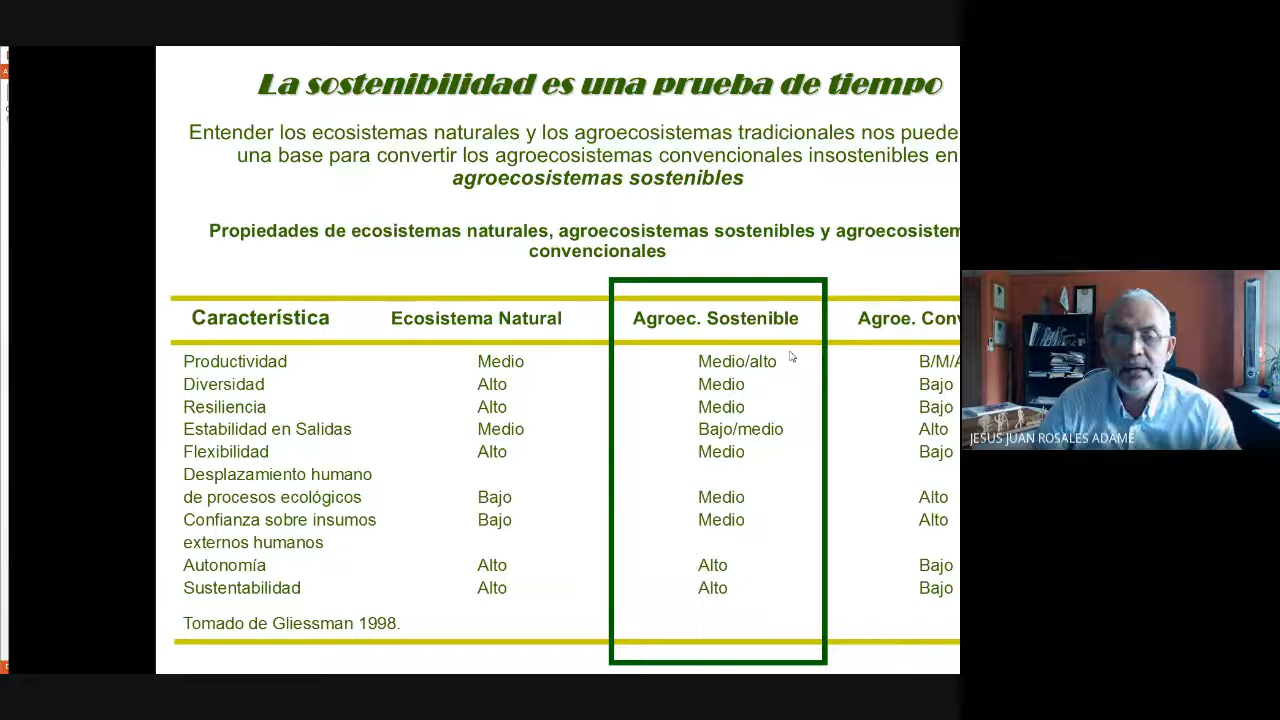 La sostenibilidad es una prueba de tiempo
Entender los ecosistemas naturales y los agroecosistemas tradicionales nos puede
una base para convertir los agroecosistemas convencionales insostenibles en
agroecosistemas sostenibles
Propiedades de ecosistemas naturales, agroecosistemas sostenibles y agroecosistem
convencionales
Característica Ecosistema Natural Agroec. Sostenible Agroe. Conv
Productividad Medio Medio/alto B/M/A
Diversidad Alto Medio Bajo
Resiliencia Alto Medio Bajo
Estabilidad en Salidas Medio Bajo/medio Alto
Flexibilidad Alto Medio Bajo
Desplazamiento humano
de procesos ecológicos Bajo Medio Alto
Confianza sobre insumos Bajo Medio Alto
externos humanos
Autonomía Alto Alto Bajo
Sustentabilidad Alto Alto Bajo
Tomado de Gliessman 1998.
JESUS JUAN ROSALES ADAME